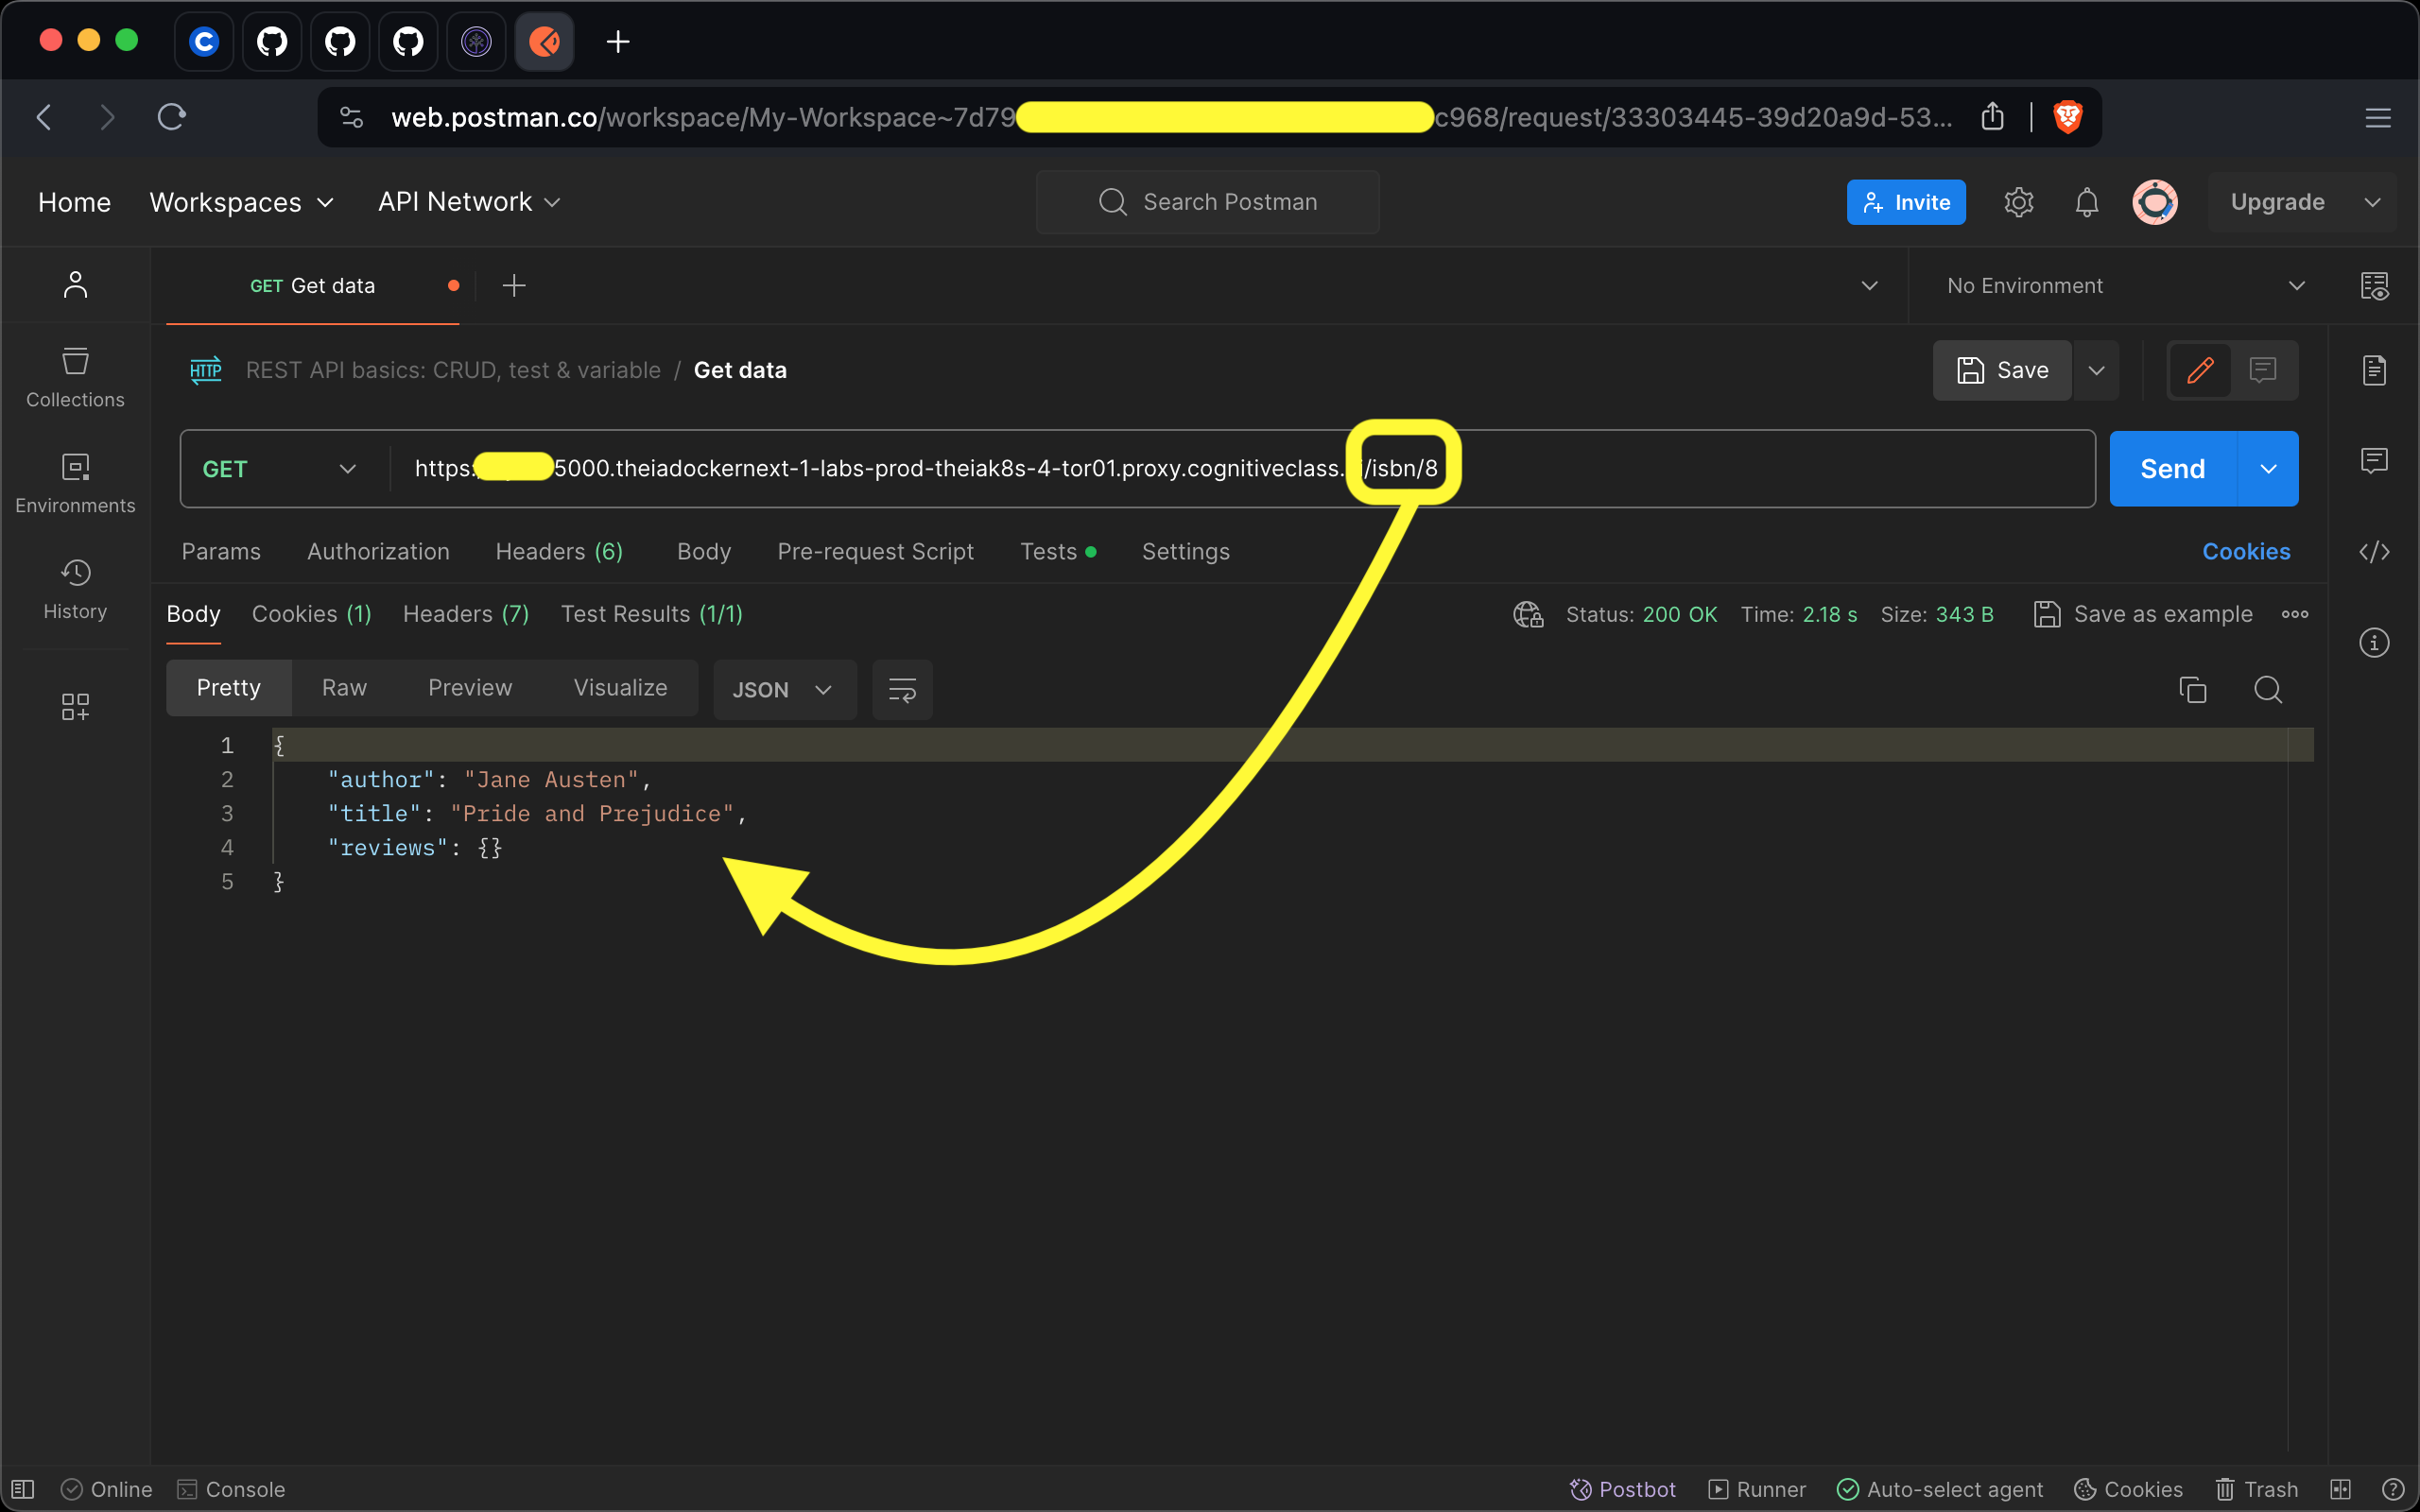 web.postman.co/workspace/My-Workspace~7d79 c968/request/33303445-39d20a9d-53...
Home Workspaces API Network Search Postman Invite Upgrade
GET Get data No Environment
HTTP REST API basics: CRUD, test & variable / Get data Save
Collections
GET https: 5000.theiadockernext-1-labs-prod-theiak8s-4-tor01.proxy.cognitiveclass. /isbn/8 Send
Environments
Params Authorization Headers (6) Body Pre-request Script Tests Settings Cookies
History
Body Cookies (1) Headers (7) Test Results (1/1) Status: 200 OK Time: 2.18 s Size: 343 B Save as example
Pretty Raw Preview Visualize JSON
1 {
2 "author": "Jane Austen",
3 "title": "Pride and Prejudice",
4 "reviews": {}
5 }
Online Console Postbot Runner Auto-select agent Cookies Trash